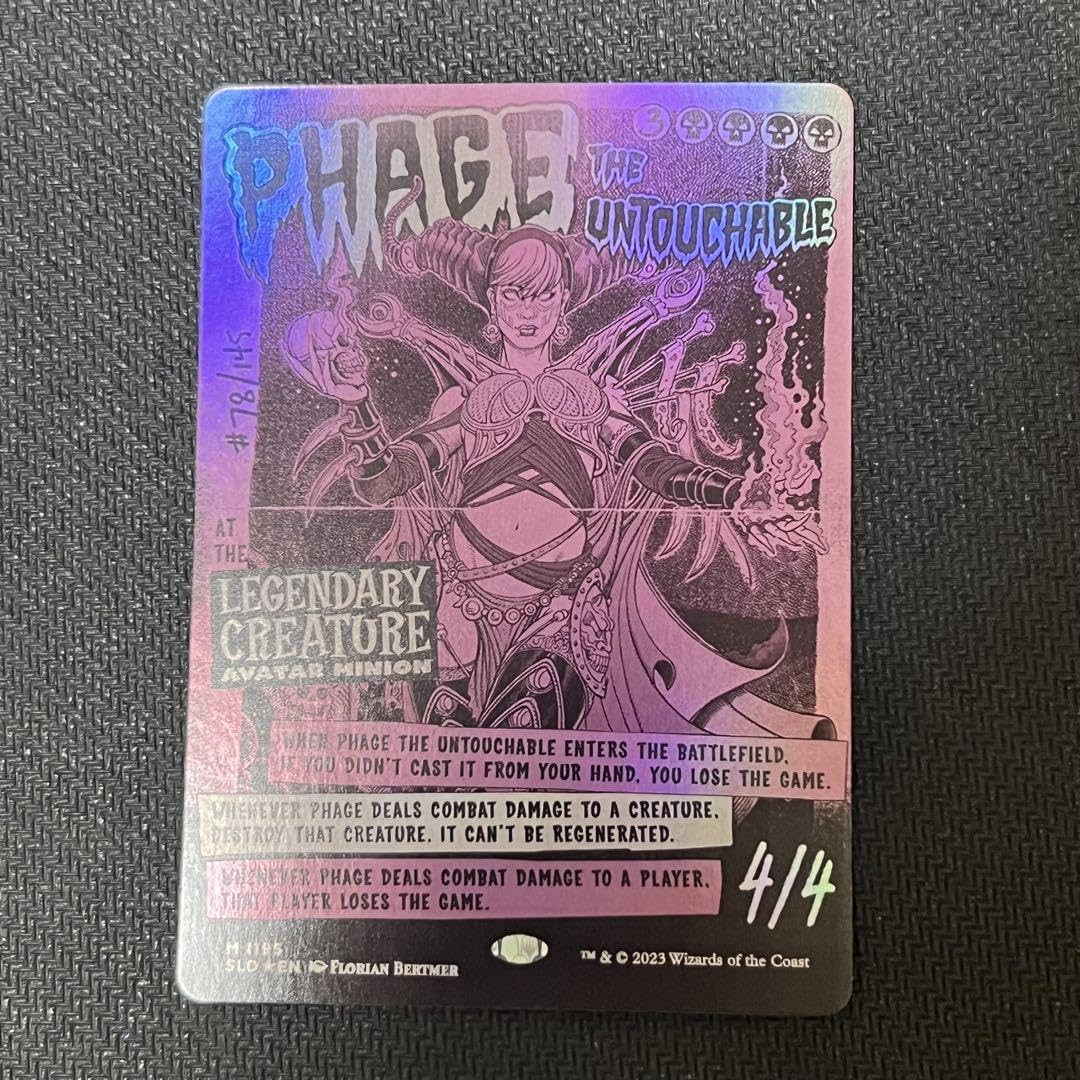 PHAGE
3
THE
UNTOUCHABLE
#78/145
AT
THE
LEGENDARY
CREATURE
AVATAR MINION
WHEN PHAGE THE UNTOUCHABLE ENTERS THE BATTLEFIELD,
IF YOU DIDN'T CAST IT FROM YOUR HAND, YOU LOSE THE GAME.
WHENEVER PHAGE DEALS COMBAT DAMAGE TO A CREATURE,
DESTROY THAT CREATURE. IT CAN'T BE REGENERATED.
WHENEVER PHAGE DEALS COMBAT DAMAGE TO A PLAYER,
THAT PLAYER LOSES THE GAME.
4/4
M
SLD EN FLORIAN BERTMER
™ & © 2023 Wizards of the Coast